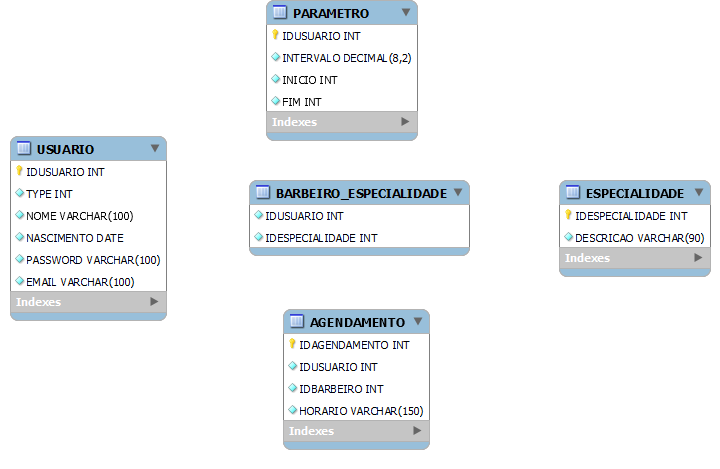 PARAMETRO
IDUSUARIO INT
INTERVALO DECIMAL(8,2)
INICIO INT
FIM INT
Indexes
USUARIO
IDUSUARIO INT
TYPE INT
NOME VARCHAR(100)
NASCIMENTO DATE
PASSWORD VARCHAR(100)
EMAIL VARCHAR(100)
Indexes
BARBEIRO_ESPECIALIDADE
IDUSUARIO INT
IDESPECIALIDADE INT
ESPECIALIDADE
IDESPECIALIDADE INT
DESCRICAO VARCHAR(90)
Indexes
AGENDAMENTO
IDAGENDAMENTO INT
IDUSUARIO INT
IDBARBEIRO INT
HORARIO VARCHAR(150)
Indexes